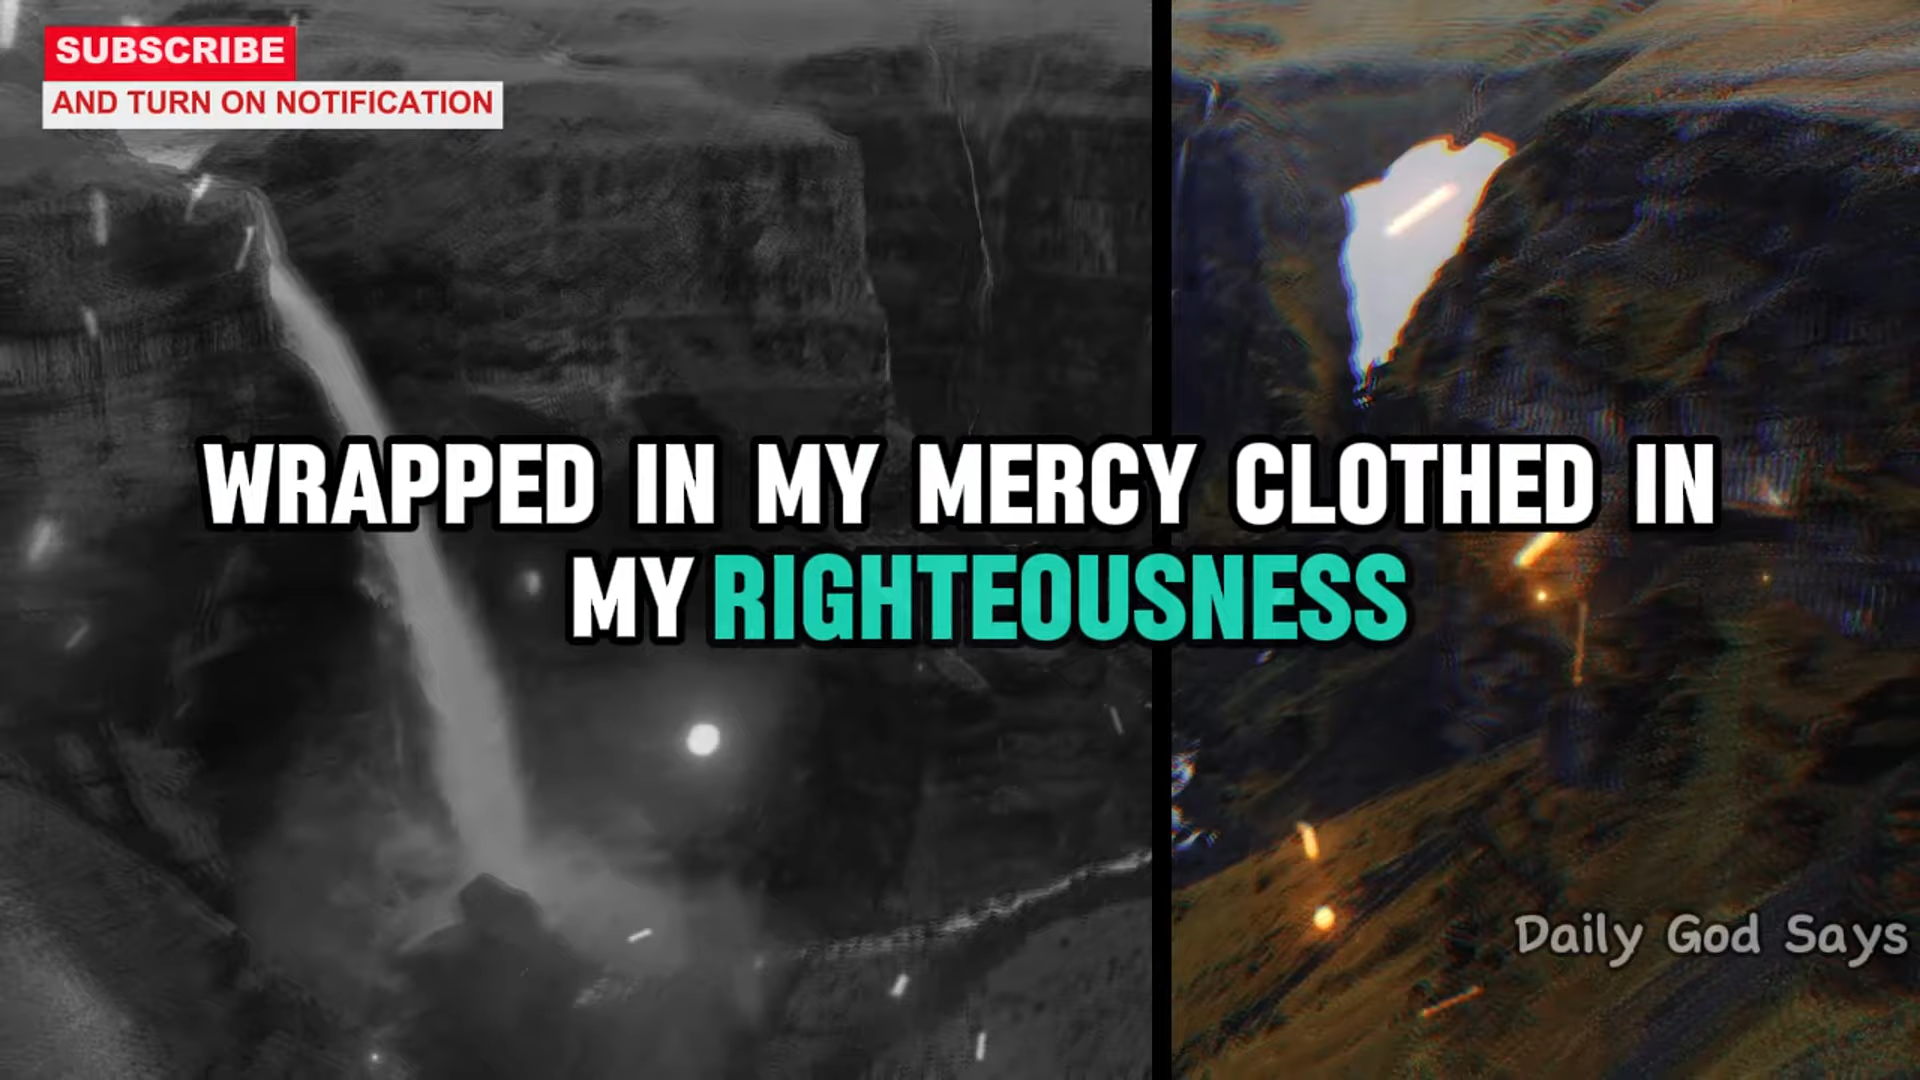 SUBSCRIBE
AND TURN ON NOTIFICATION
WRAPPED IN MY MERCY CLOTHED IN
MY RIGHTEOUSNESS
Daily God Says